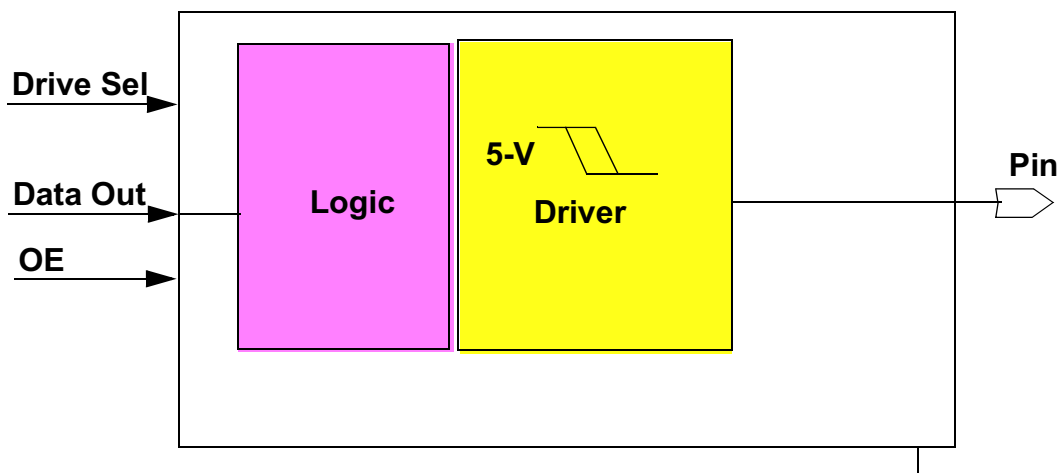 Drive Sel
Data Out
OE
Logic
5-V
Driver
Pin